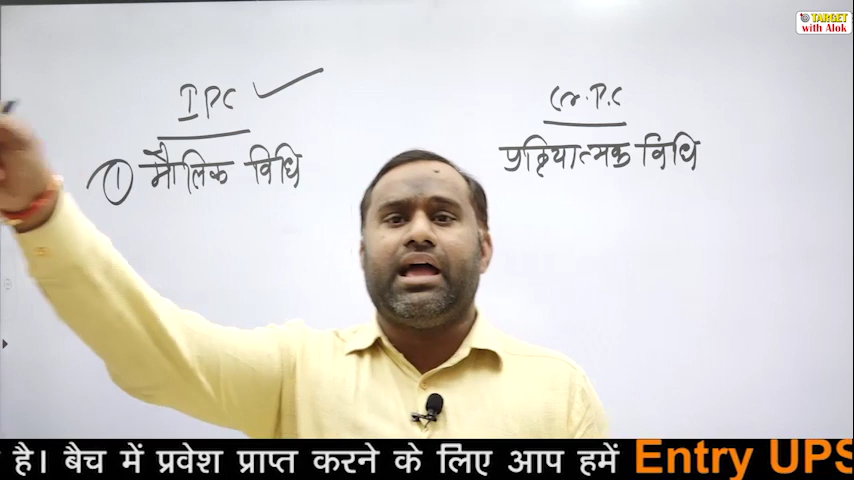 TARGET
with Alok
IPC
Cr.P.C
① मौलिक विधि
प्रक्रियात्मक विधि
है। बैच में प्रवेश प्राप्त करने के लिए आप हमें Entry UPS